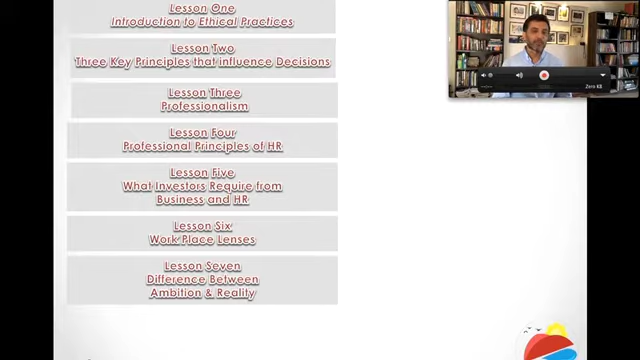 Lesson One
Introduction to Ethical Practices
Lesson Two
Three Key Principles that influence Decisions
Lesson Three
Professionalism
Lesson Four
Professional Principles of HR
Lesson Five
What Investors Require from
Business and HR
Lesson Six
Work Place Lenses
Lesson Seven
Difference Between
Ambition & Reality
Zero KB